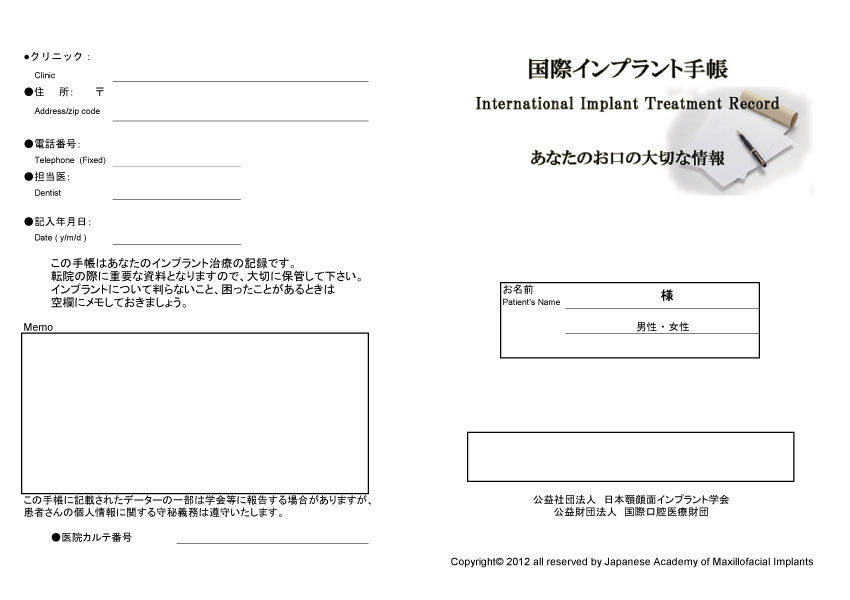 ●クリニック：
Clinic
●住　所：　〒
Address/zip code
●電話番号：
Telephone (Fixed)
●担当医：
Dentist
●記入年月日：
Date ( y/m/d )
この手帳はあなたのインプラント治療の記録です。
転院の際に重要な資料となりますので、大切に保管して下さい。
インプラントについて判らないこと、困ったことがあるときは
空欄にメモしておきましょう。
Memo
この手帳に記載されたデーターの一部は学会等に報告する場合がありますが、
患者さんの個人情報に関する守秘義務は遵守いたします。
●医院カルテ番号
国際インプラント手帳
International Implant Treatment Record
あなたのお口の大切な情報
お名前
様
Patient's Name
男性・女性
公益社団法人　日本顎顔面インプラント学会
公益財団法人　国際口腔医療財団
Copyright© 2012 all reserved by Japanese Academy of Maxillofacial Implants